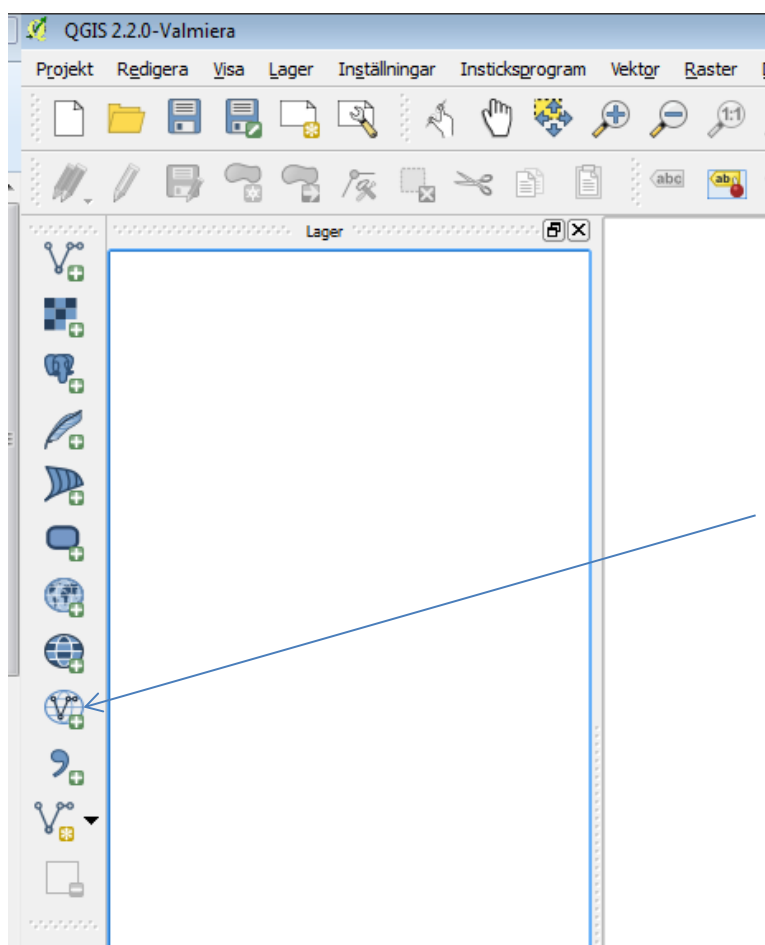 QGIS 2.2.0-Valmiera
Projekt Redigera Visa Lager Inställningar Insticksprogram Vektor Raster
1:1
abc ab
Lager